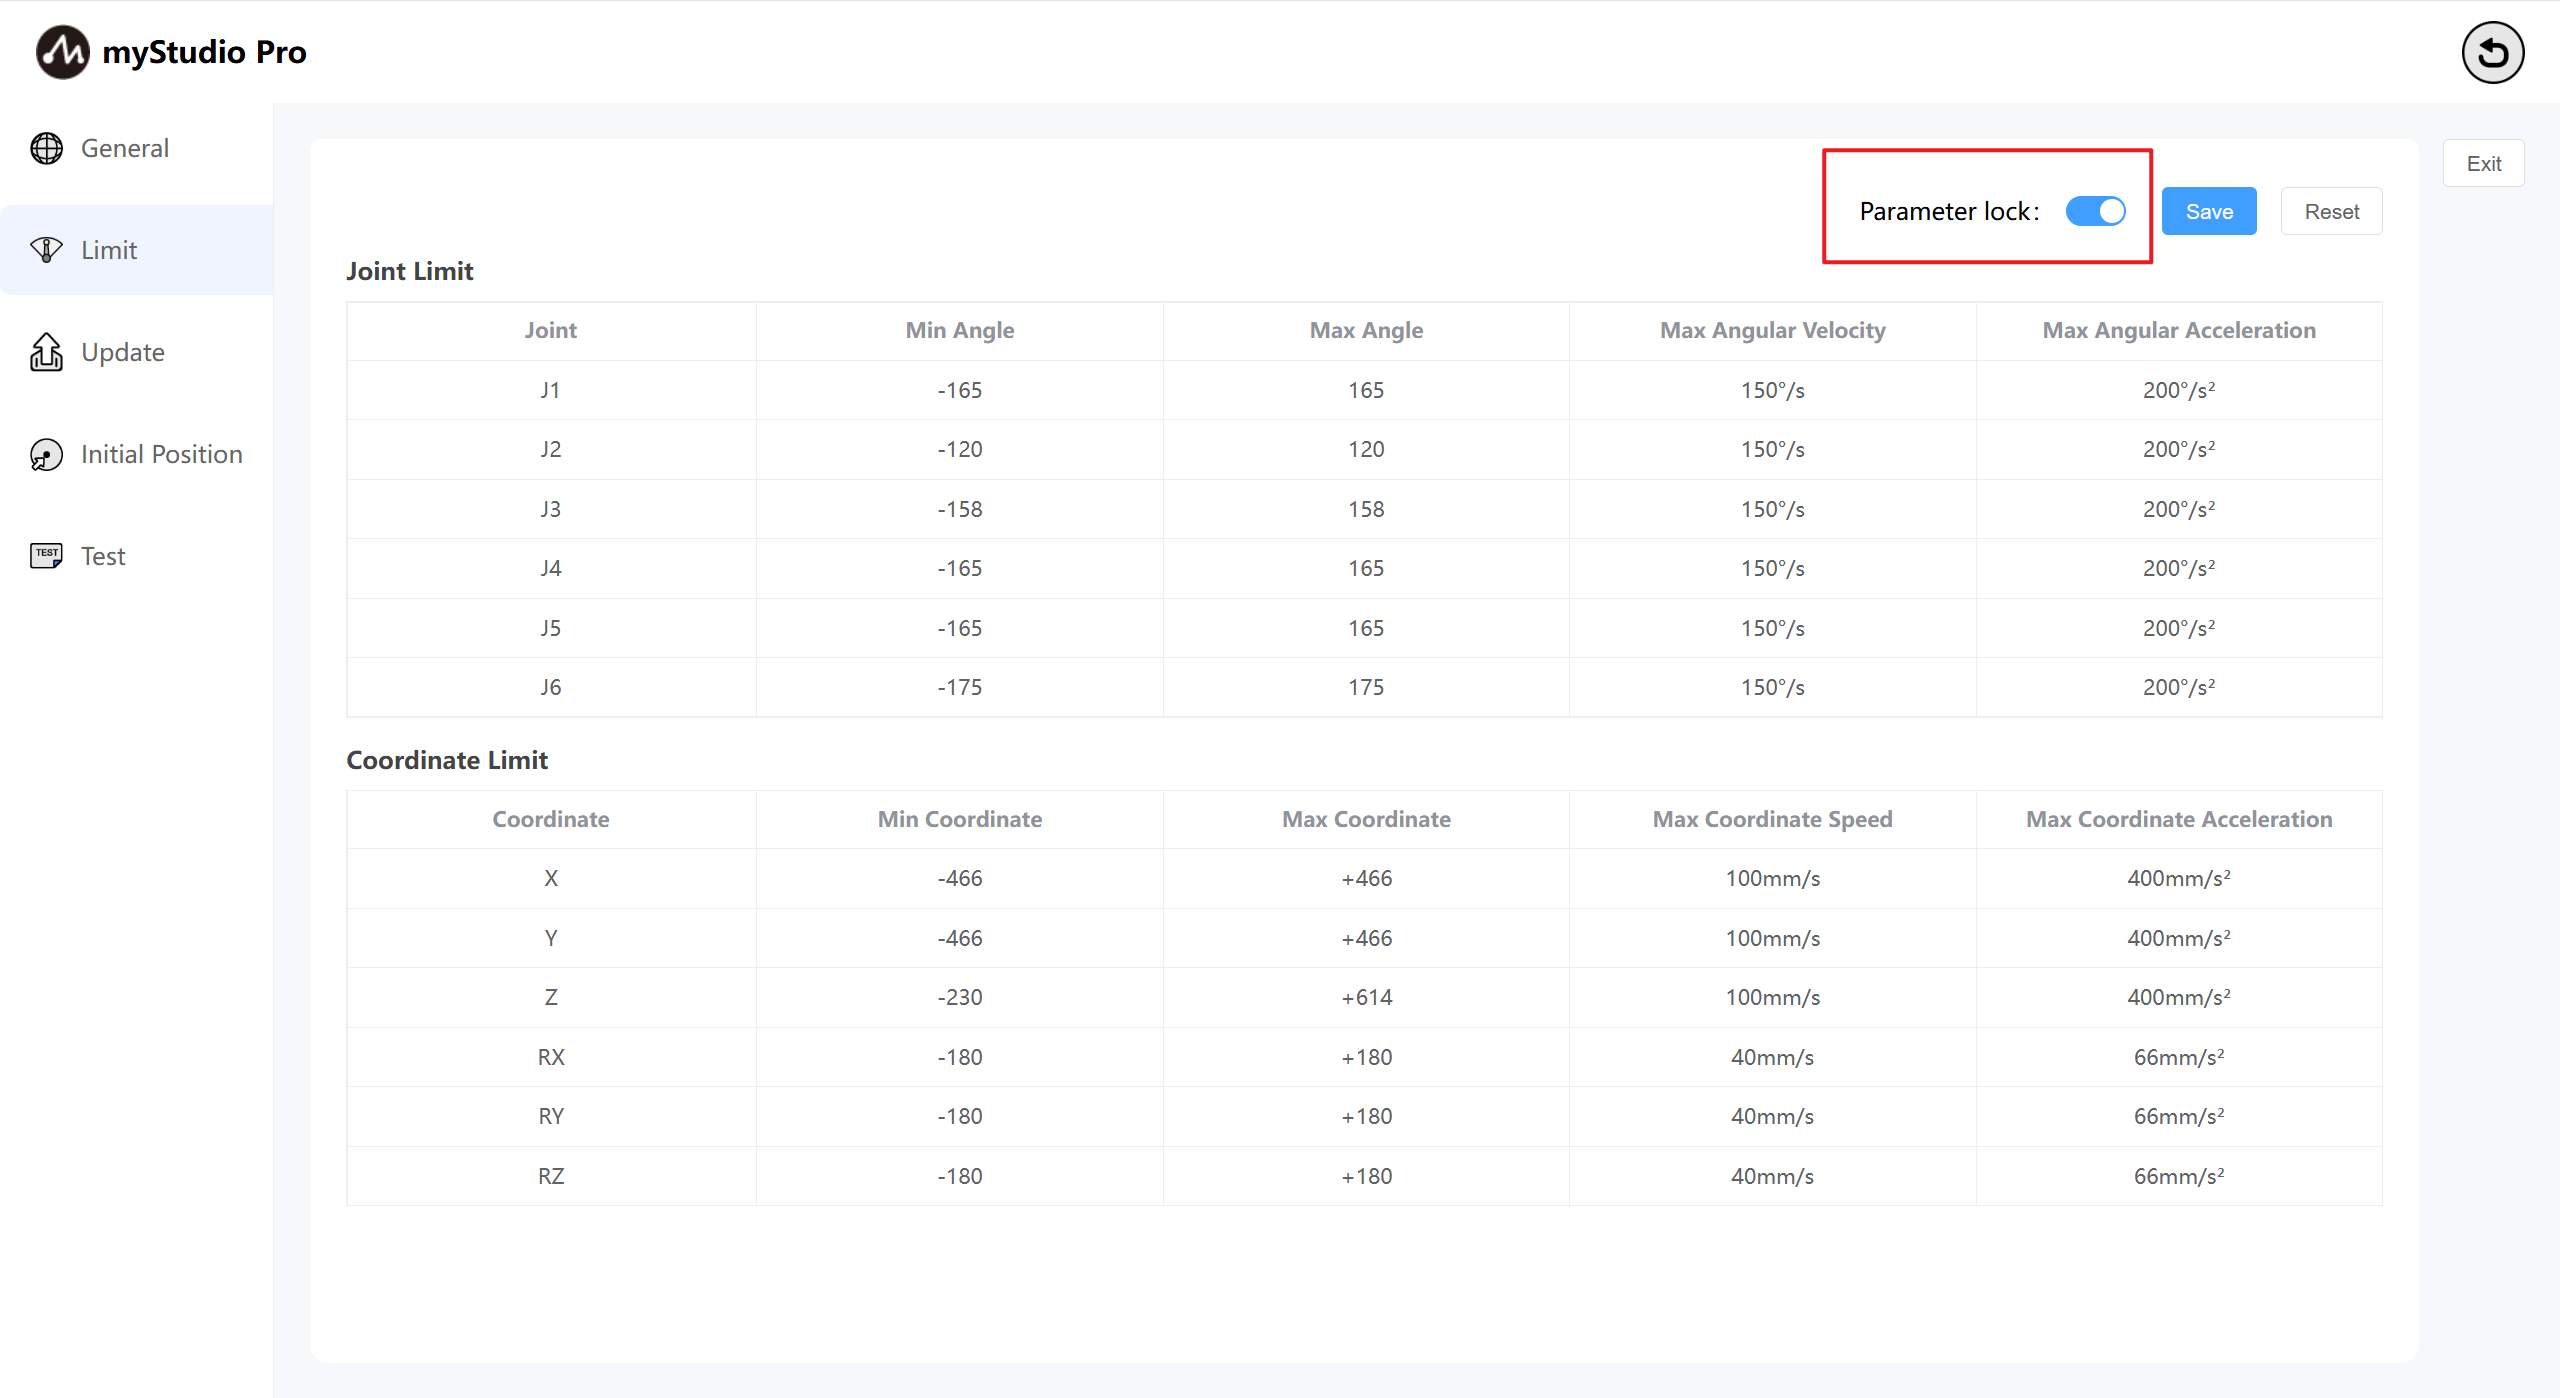 myStudio Pro
General
Limit
Update
Initial Position
TEST Test
Exit
Parameter lock: Save Reset
Joint Limit
Joint Min Angle Max Angle Max Angular Velocity Max Angular Acceleration
J1 -165 165 150°/s 200°/s²
J2 -120 120 150°/s 200°/s²
J3 -158 158 150°/s 200°/s²
J4 -165 165 150°/s 200°/s²
J5 -165 165 150°/s 200°/s²
J6 -175 175 150°/s 200°/s²
Coordinate Limit
Coordinate Min Coordinate Max Coordinate Max Coordinate Speed Max Coordinate Acceleration
X -466 +466 100mm/s 400mm/s²
Y -466 +466 100mm/s 400mm/s²
Z -230 +614 100mm/s 400mm/s²
RX -180 +180 40mm/s 66mm/s²
RY -180 +180 40mm/s 66mm/s²
RZ -180 +180 40mm/s 66mm/s²